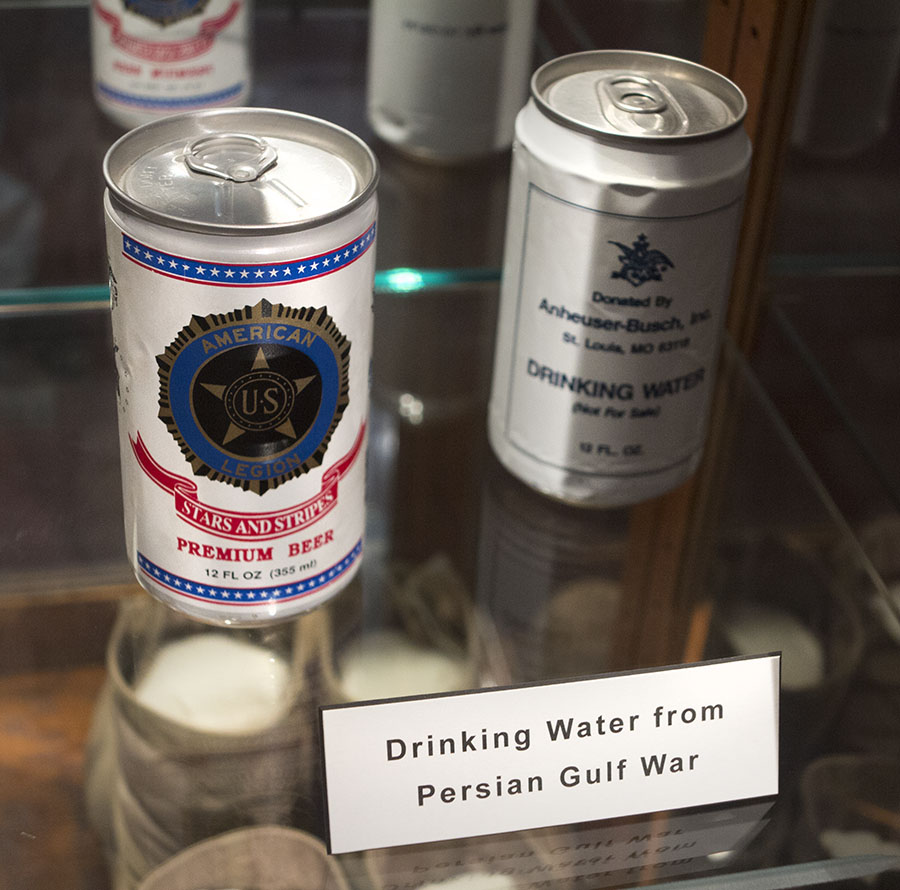 AMERICAN
U·S
LEGION
STARS AND STRIPES
PREMIUM BEER
12 FL OZ (355 ml)
Donated By
Anheuser-Busch, Inc.
St. Louis, MO 63118
DRINKING WATER
(Not For Sale)
12 FL. OZ.
Drinking Water from
Persian Gulf War